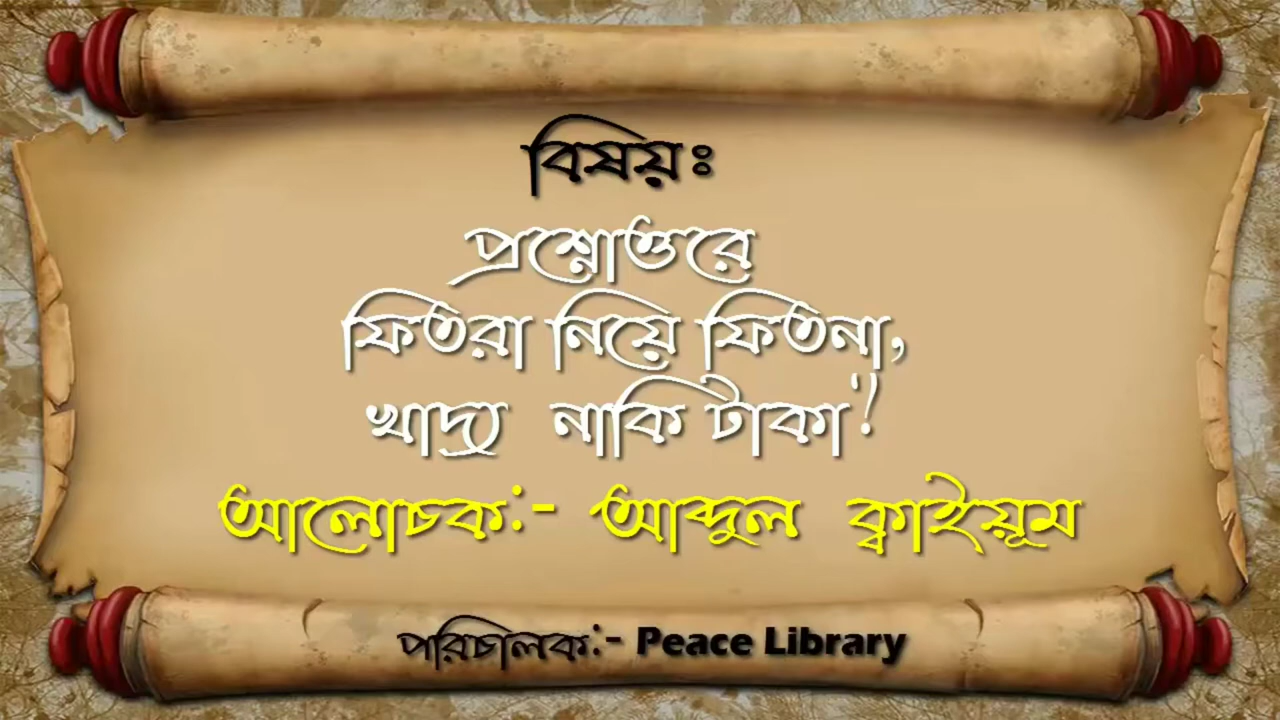 বিষয়ঃ
প্রশ্নোত্তরে
ফিতরা নিয়ে ফিতনা,
খাদ্য নাকি টাকা?
আলোচক:- আব্দুল ক্বাইয়ূম
পরিচালক:- Peace Library